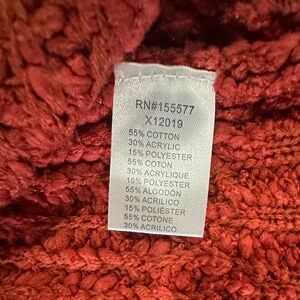 RN#155577
X12019
55% COTTON
30% ACRYLIC
15% POLYESTER
55% COTON
30% ACRYLIQUE
15% POLYESTER
55% ALGODÓN
30% ACRILICO
15% POLIÉSTER
55% COTONE
30% ACRILICO